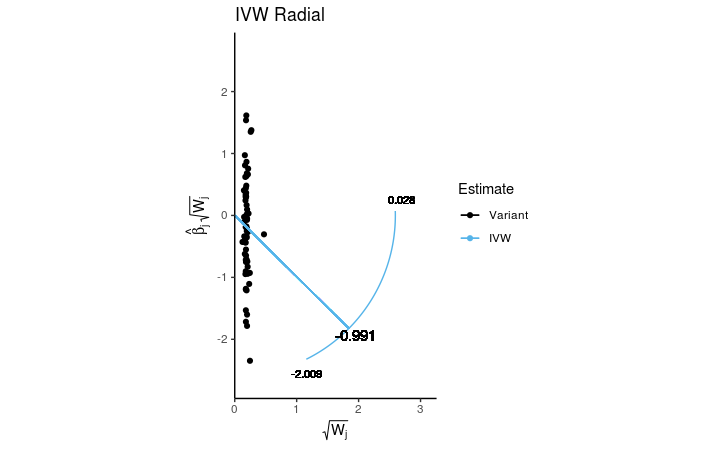 IVW Radial
2
1
0
-1
-2
0
1
2
3
β̂ⱼ√Wⱼ
√Wⱼ
0.028
-0.991
-2.009
Estimate
Variant
IVW